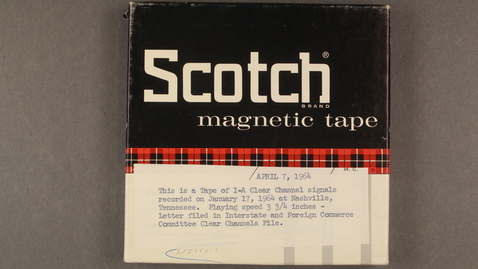 Scotch®
BRAND
magnetic tape
APRIL 7, 1964
This is a Tape of I-A Clear Channel signals
recorded on January 17, 1964 at Nashville,
Tennessee. Playing speed 3 3/4 inches -
Letter filed in Interstate and Foreign Commerce
Committee Clear Channels File.